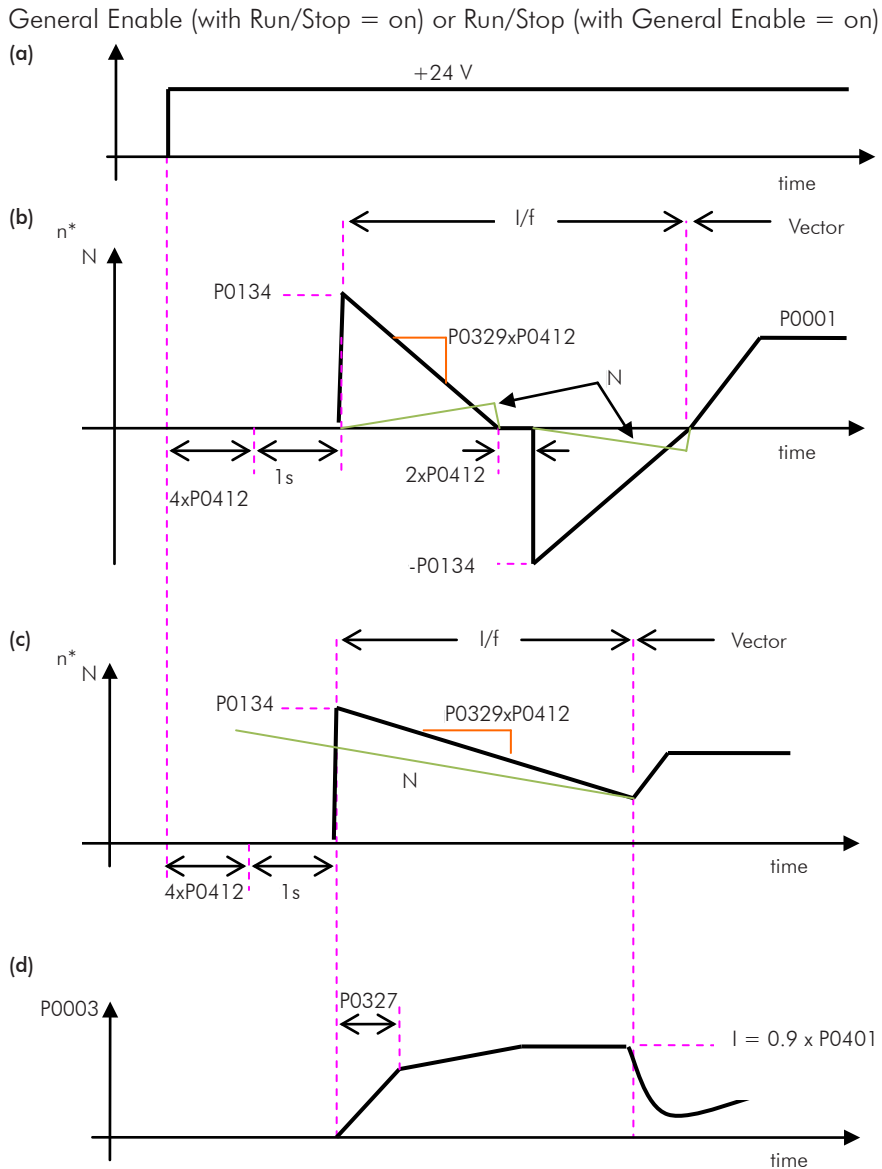 General Enable (with Run/Stop = on) or Run/Stop (with General Enable = on)
(a)
+24 V
time
(b)
n*
N
I/f
Vector
P0134
P0329xP0412
P0001
N
time
4xP0412
1s
2xP0412
-P0134
(c)
n*
N
I/f
Vector
P0134
P0329xP0412
N
time
4xP0412
1s
(d)
P0003
P0327
I = 0.9 x P0401
time